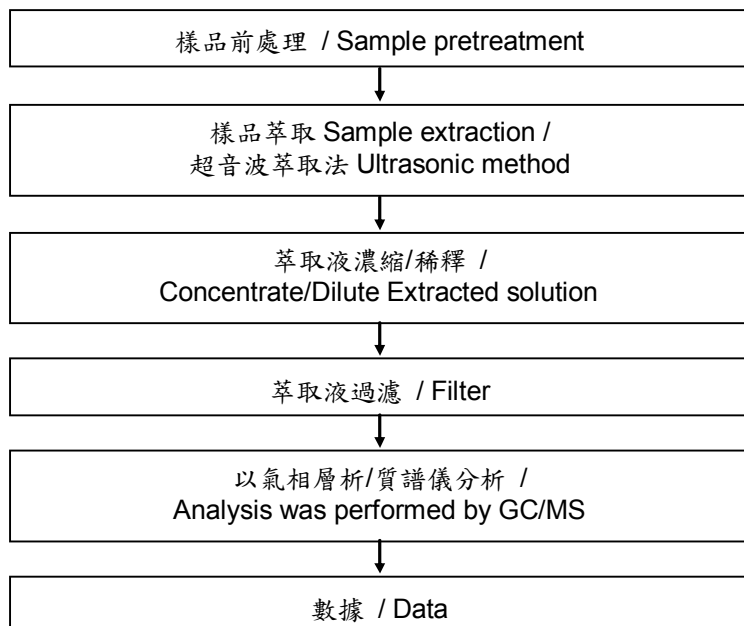 樣品前處理 / Sample pretreatment
樣品萃取 Sample extraction /
超音波萃取法 Ultrasonic method
萃取液濃縮/稀釋 /
Concentrate/Dilute Extracted solution
萃取液過濾 / Filter
以氣相層析/質譜儀分析 /
Analysis was performed by GC/MS
數據 / Data